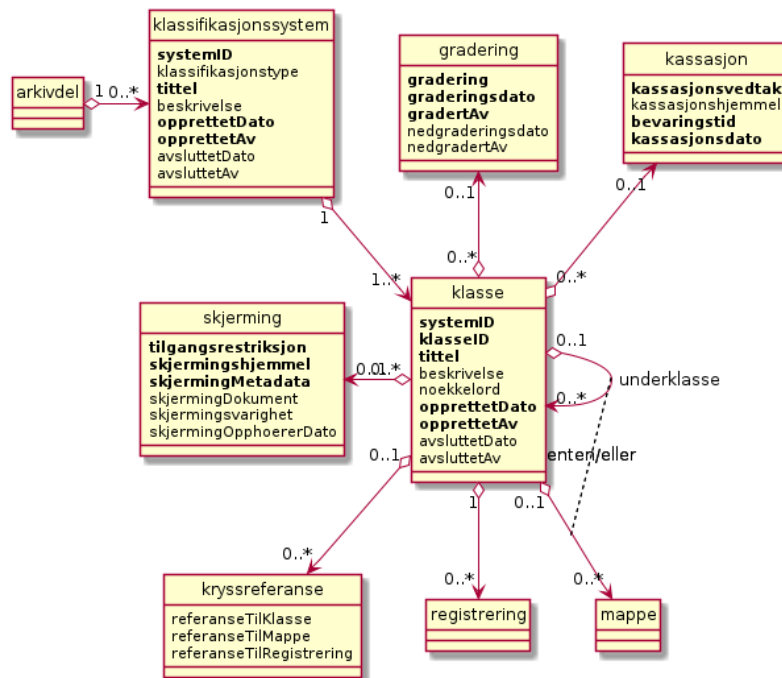 klassifikasjonssystem
systemID
klassifikasjonstype
tittel
beskrivelse
opprettetDato
opprettetAv
avsluttetDato
avsluttetAv
arkivdel
1
0..*
gradering
gradering
graderingsdato
gradertAv
nedgraderingsdato
nedgradertAv
kassasjon
kassasjonsvedtak
kassasjonshjemmel
bevaringstid
kassasjonsdato
1
1..*
0..1
0..*
0..1
0..*
klasse
systemID
klasseID
tittel
beskrivelse
noekkelord
opprettetDato
opprettetAv
avsluttetDato
avsluttetAv
skjerming
tilgangsrestriksjon
skjermingshjemmel
skjermingMetadata
skjermingDokument
skjermingsvarighet
skjermingOpphoererDato
0..1
0..*
0..1
0..*
underklasse
enten/eller
0..1
0..*
1
0..*
0..1
0..*
kryssreferanse
referanseTilKlasse
referanseTilMappe
referanseTilRegistrering
registrering
mappe